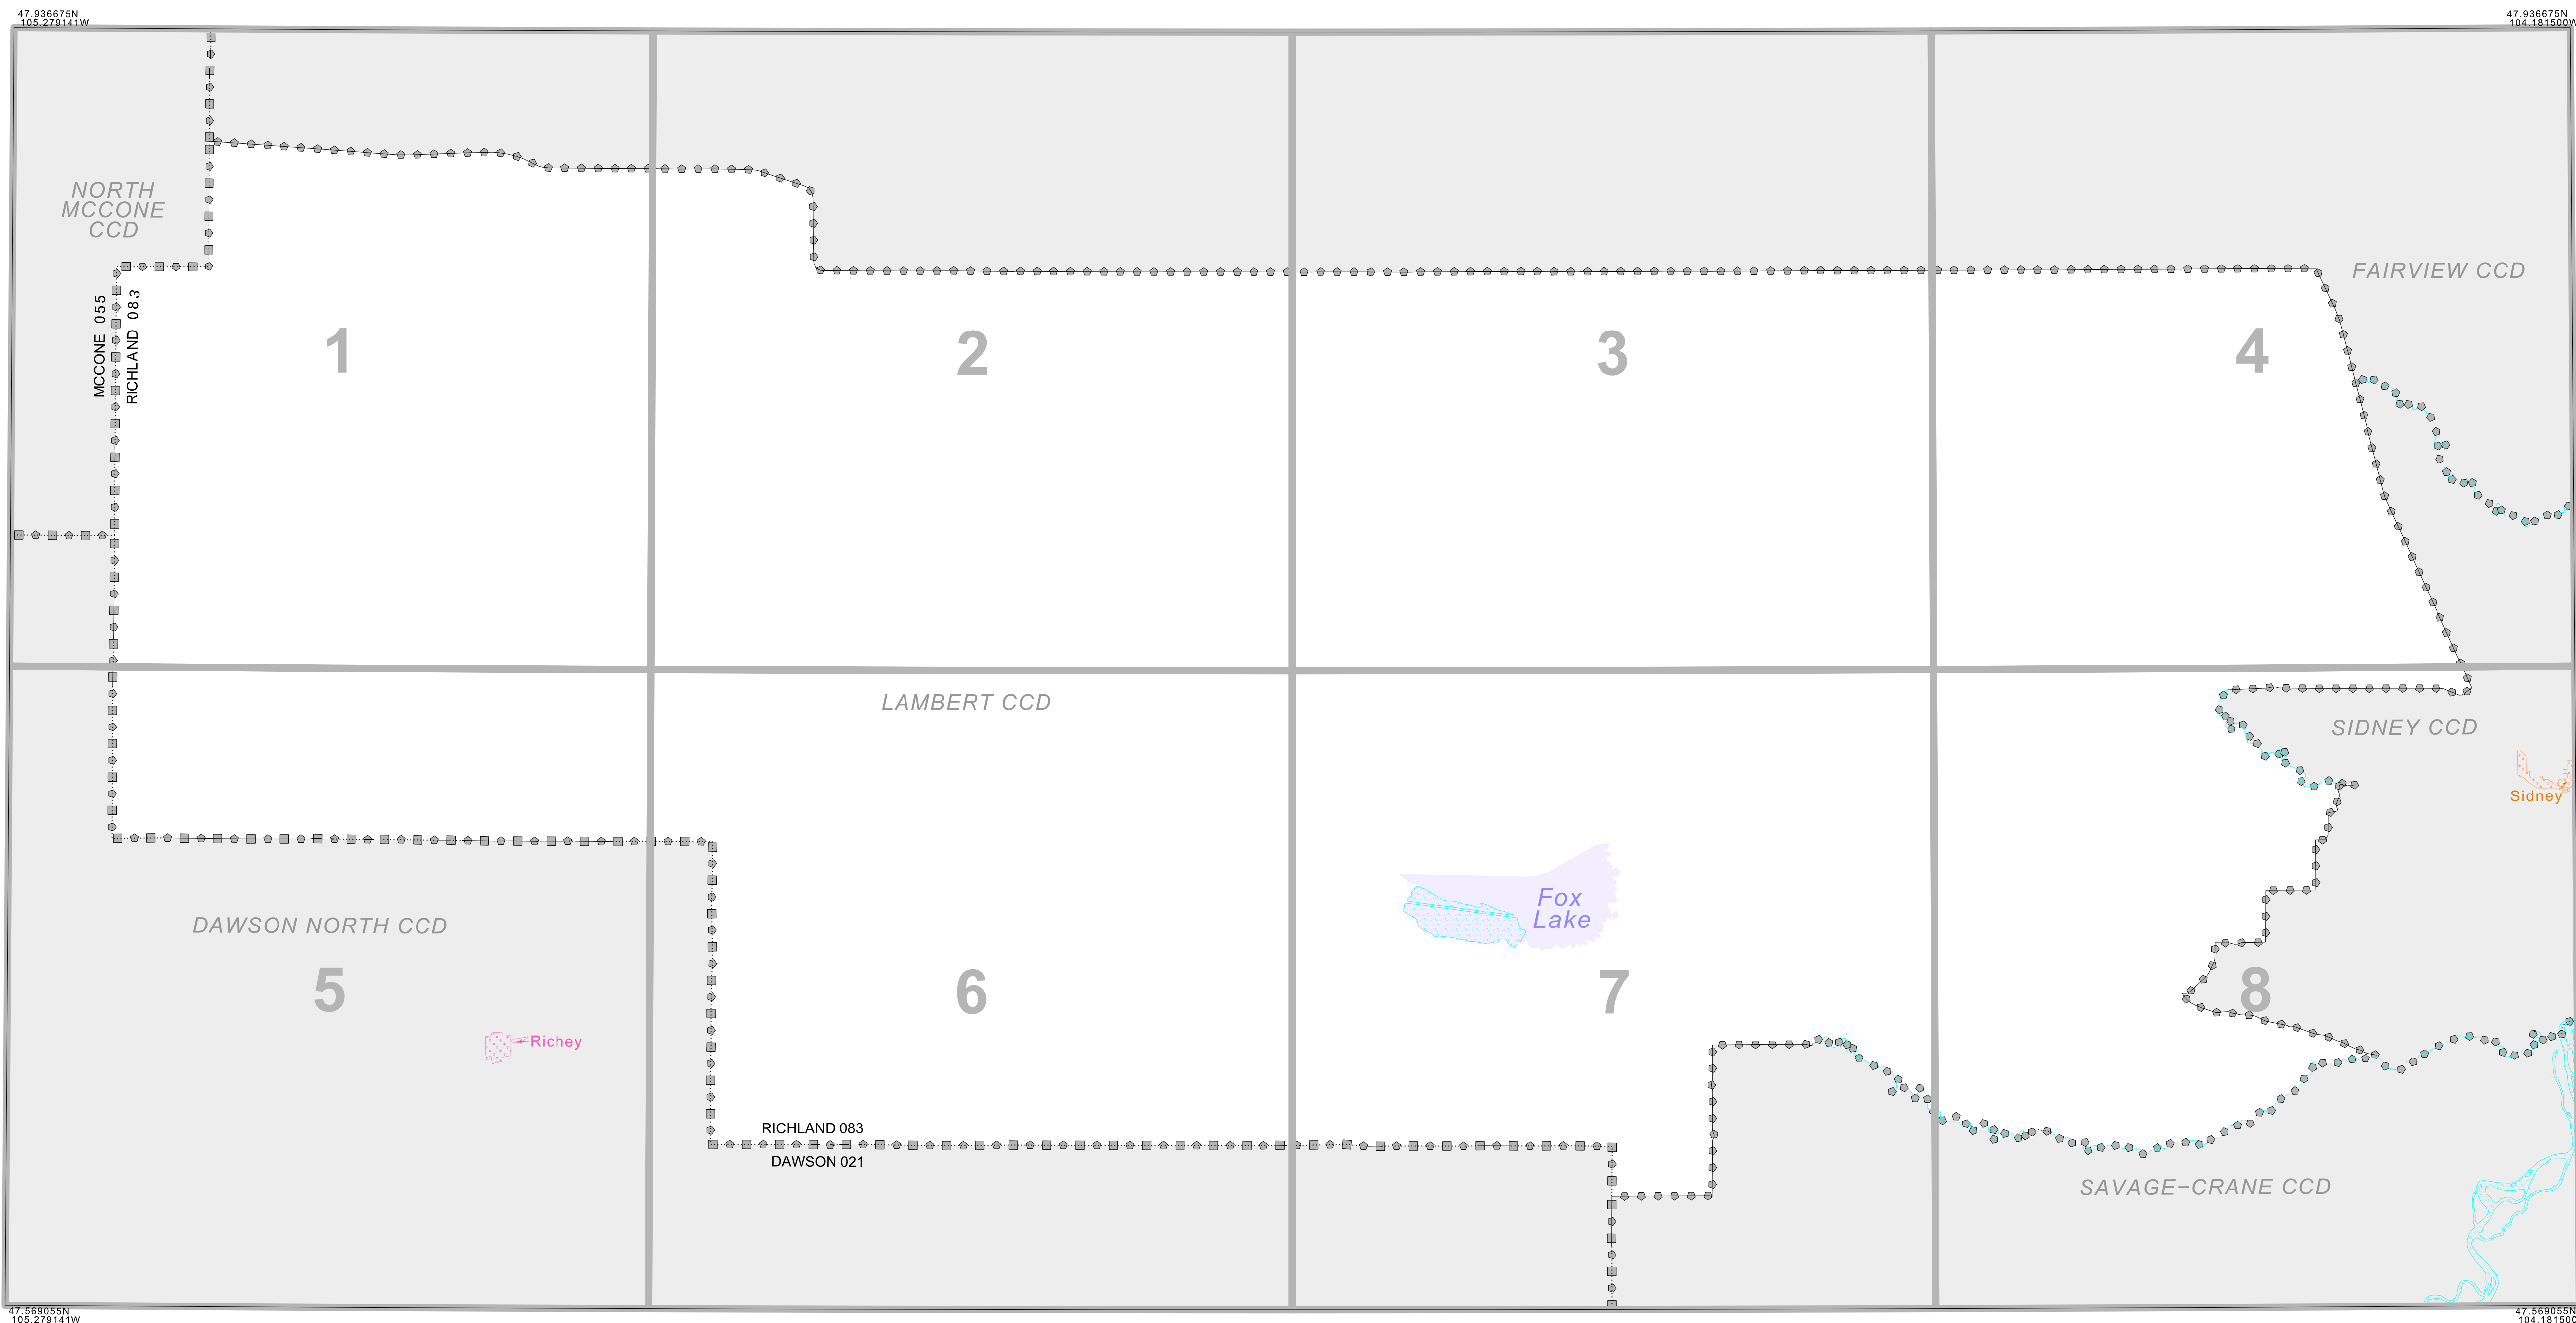 47.936675N
105.279141W
47.936675N
104.181500W
NORTH
MCCONE
CCD
FAIRVIEW CCD
MCCONE 055
RICHLAND 083
1
2
3
4
LAMBERT CCD
SIDNEY CCD
Sidney
Fox
Lake
DAWSON NORTH CCD
5
6
7
8
Richey
RICHLAND 083
DAWSON 021
SAVAGE-CRANE CCD
47.569055N
105.279141W
47.569055N
104.181500